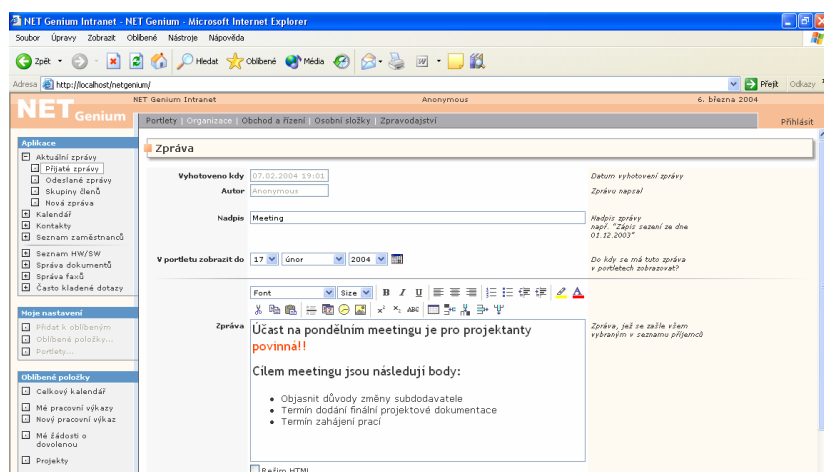 NET Genium Intranet - NET Genium - Microsoft Internet Explorer
Soubor Úpravy Zobrazit Oblíbené Nástroje Nápověda
Zpět Hledat Oblíbené Média
Adresa http://localhost/netgenium/ Přejít Odkazy
NET Genium
NET Genium Intranet Anonymous 6. března 2004
Portlety | Organizace | Obchod a řízení | Osobní složky | Zpravodajství Přihlásit
Aplikace
Aktuální zprávy
Přijaté zprávy
Odeslané zprávy
Skupiny členů
Nová zpráva
Kalendář
Kontakty
Seznam zaměstnanců
Seznam HW/SW
Správa dokumentů
Správa faxů
Často kladené dotazy
Moje nastavení
Přidat k oblíbeným
Oblíbené položky...
Portlety...
Oblíbené položky
Celkový kalendář
Mé pracovní výkazy
Nový pracovní výkaz
Mé žádosti o
dovolenou
Projekty
Zpráva
Vyhotoveno kdy 07.02.2004 19:01 Datum vyhotovení zprávy
Autor Anonymous Zprávu napsal
Nadpis Meeting Nadpis zprávy
např. "Zápis sezení ze dne
01.12.2003"
V portletu zobrazit do 17 únor 2004 Do kdy se má tuto zpráva
v portletech zobrazovat?
Font Size B I U A
x² x₂ ABC
Zpráva Zpráva, jež se zašle všem
vybraným v seznamu příjemců
Účast na pondělním meetingu je pro projektanty
povinná!!
Cílem meetingu jsou následují body:
• Objasnit důvody změny subdodavatele
• Termín dodání finální projektové dokumentace
• Termín zahájení prací
Režim HTML